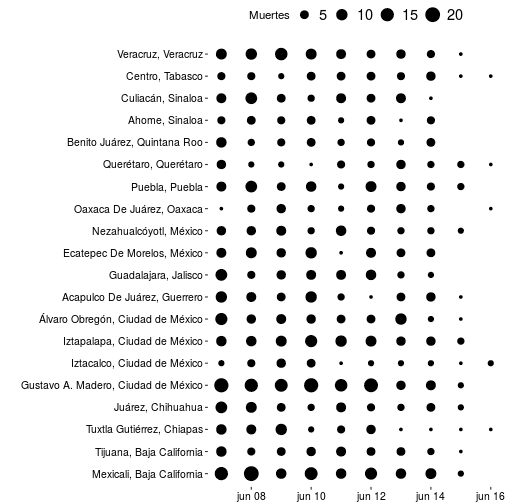 Muertes 5 10 15 20
Veracruz, Veracruz
Centro, Tabasco
Culiacán, Sinaloa
Ahome, Sinaloa
Benito Juárez, Quintana Roo
Querétaro, Querétaro
Puebla, Puebla
Oaxaca De Juárez, Oaxaca
Nezahualcóyotl, México
Ecatepec De Morelos, México
Guadalajara, Jalisco
Acapulco De Juárez, Guerrero
Álvaro Obregón, Ciudad de México
Iztapalapa, Ciudad de México
Iztacalco, Ciudad de México
Gustavo A. Madero, Ciudad de México
Juárez, Chihuahua
Tuxtla Gutiérrez, Chiapas
Tijuana, Baja California
Mexicali, Baja California
jun 08 jun 10 jun 12 jun 14 jun 16